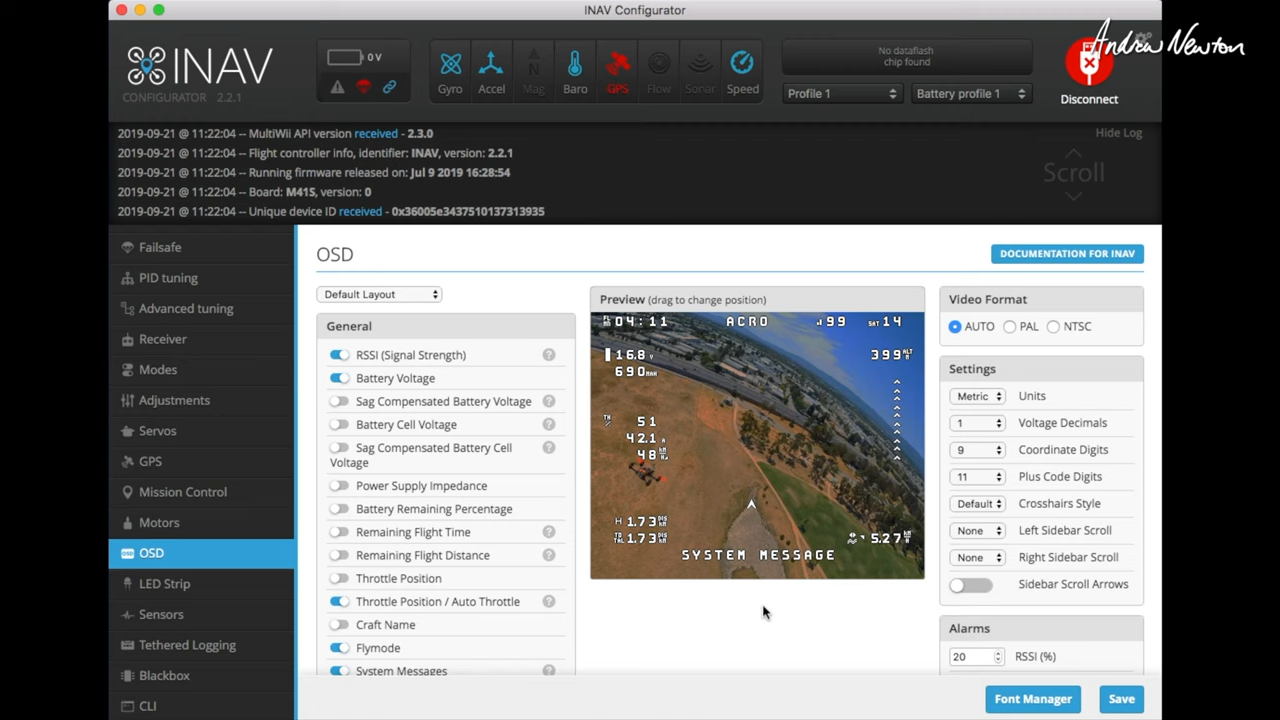 INAV Configurator
Andrew Newton
INAV
CONFIGURATOR 2.2.1
0 V
Gyro
Accel
N
Mag
Baro
GPS
Flow
Sonar
Speed
No dataflash
chip found
Profile 1
Battery profile 1
Disconnect
2019-09-21 @ 11:22:04 -- MultiWii API version received - 2.3.0
2019-09-21 @ 11:22:04 -- Flight controller info, identifier: INAV, version: 2.2.1
2019-09-21 @ 11:22:04 -- Running firmware released on: Jul 9 2019 16:28:54
2019-09-21 @ 11:22:04 -- Board: M41S, version: 0
2019-09-21 @ 11:22:04 -- Unique device ID received - 0x36005e3437510137313935
Hide Log
Scroll
Failsafe
PID tuning
Advanced tuning
Receiver
Modes
Adjustments
Servos
GPS
Mission Control
Motors
OSD
LED Strip
Sensors
Tethered Logging
Blackbox
CLI
OSD
DOCUMENTATION FOR INAV
Default Layout
General
RSSI (Signal Strength)
Battery Voltage
Sag Compensated Battery Voltage
Battery Cell Voltage
Sag Compensated Battery Cell
Voltage
Power Supply Impedance
Battery Remaining Percentage
Remaining Flight Time
Remaining Flight Distance
Throttle Position
Throttle Position / Auto Throttle
Craft Name
Flymode
System Messages
Preview (drag to change position)
04:11 ACRO 99 SAT 14
16.8 V
399 ALT M
690 MAH
51
42.1 A
48
H 1.73
1.73
5.27
SYSTEM MESSAGE
Video Format
AUTO PAL NTSC
Settings
Metric Units
1 Voltage Decimals
9 Coordinate Digits
11 Plus Code Digits
Default Crosshairs Style
None Left Sidebar Scroll
None Right Sidebar Scroll
Sidebar Scroll Arrows
Alarms
20 RSSI (%)
Font Manager
Save